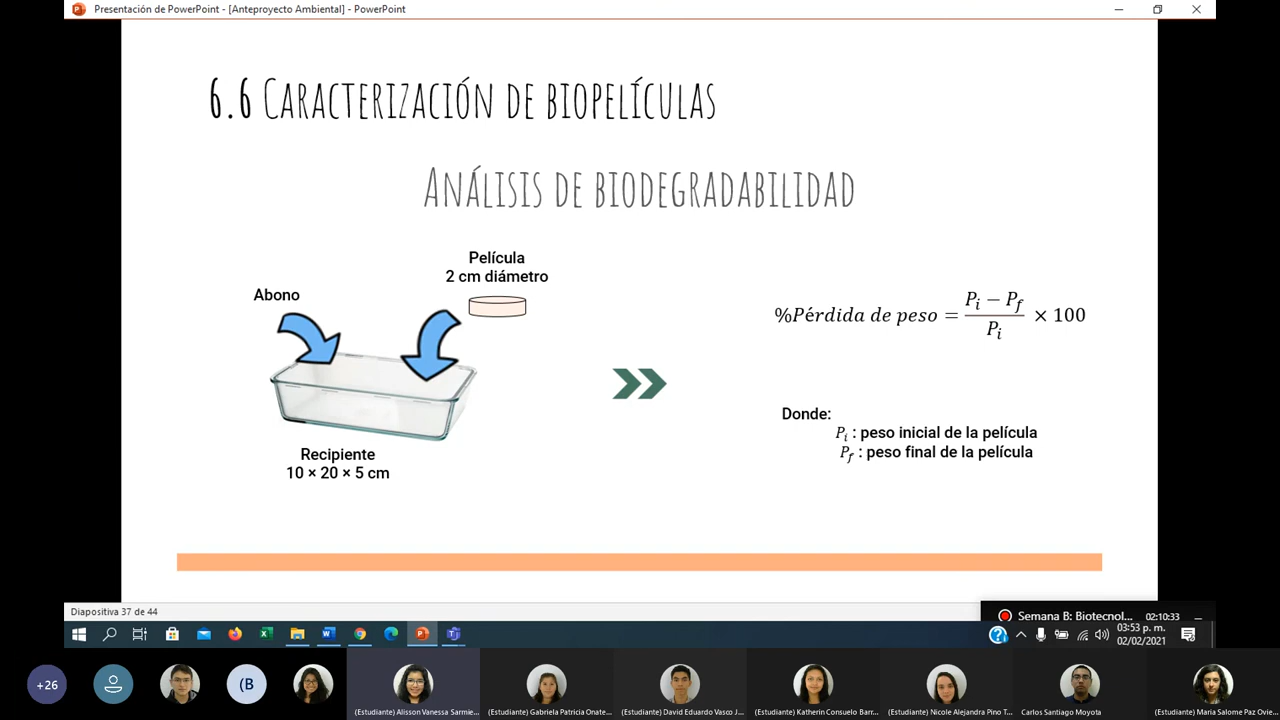 Presentación de PowerPoint - [Anteproyecto Ambiental] - PowerPoint
6.6 Caracterización de biopelículas
Análisis de biodegradabilidad
Película
2 cm diámetro
Abono
%Pérdida de peso = (Pi − Pf) / Pi × 100
Donde:
Pi : peso inicial de la película
Pf : peso final de la película
Recipiente
10 × 20 × 5 cm
Diapositiva 37 de 44
Semana B: Biotecnol... 02:10:33
03:53 p. m.
02/02/2021
+26
(B
(Estudiante) Alisson Vanessa Sarmie...
(Estudiante) Gabriela Patricia Onate...
(Estudiante) David Eduardo Vasco J...
(Estudiante) Katherin Consuelo Barr...
(Estudiante) Nicole Alejandra Pino T...
Carlos Santiago Moyota
(Estudiante) Maria Salome Paz Ovie...